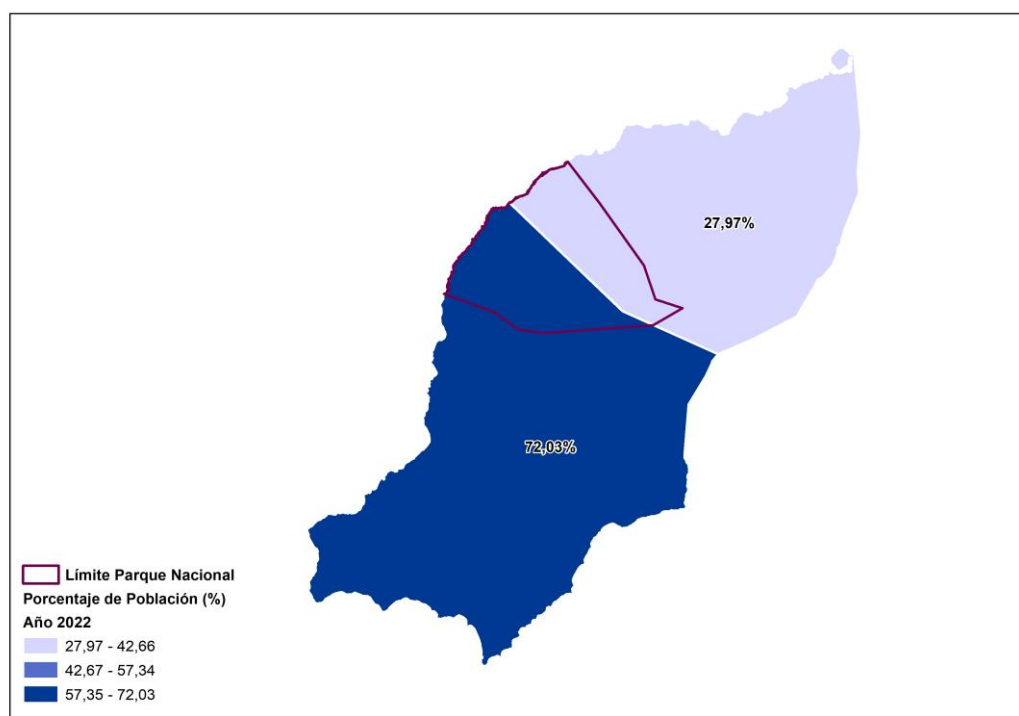 27,97%
72,03%
Límite Parque Nacional
Porcentaje de Población (%)
Año 2022
27,97 - 42,66
42,67 - 57,34
57,35 - 72,03